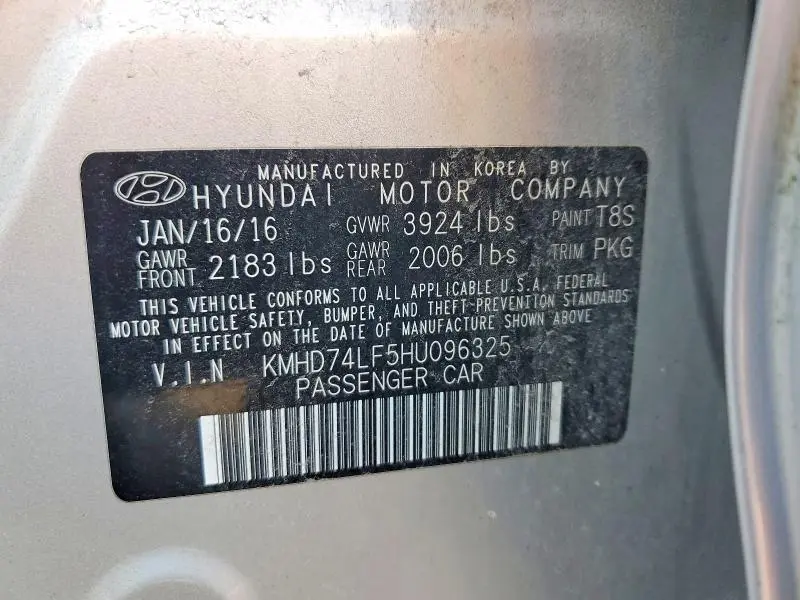 MANUFACTURED IN KOREA BY
HYUNDAI MOTOR COMPANY
JAN/16/16 GVWR 3924 lbs PAINT T8S
GAWR FRONT 2183 lbs GAWR REAR 2006 lbs TRIM PKG
THIS VEHICLE CONFORMS TO ALL APPLICABLE U.S.A. FEDERAL
MOTOR VEHICLE SAFETY, BUMPER, AND THEFT PREVENTION STANDARDS
IN EFFECT ON THE DATE OF MANUFACTURE SHOWN ABOVE
V.I.N KMHD74LF5HU096325
PASSENGER CAR